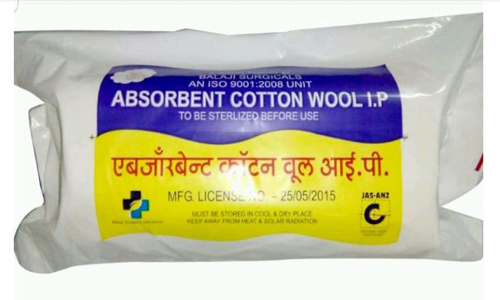 BALAJI SURGICALS
AN ISO 9001:2008 UNIT
ABSORBENT COTTON WOOL I.P
TO BE STERLIZED BEFORE USE
एबजॉरबेन्ट कॉटन वूल आई.पी.
MFG. LICENSE NO. - 25/05/2015
JAS-ANZ
MUST BE STORED IN COOL & DRY PLACE
KEEP AWAY FROM HEAT & SOLAR RADIATION